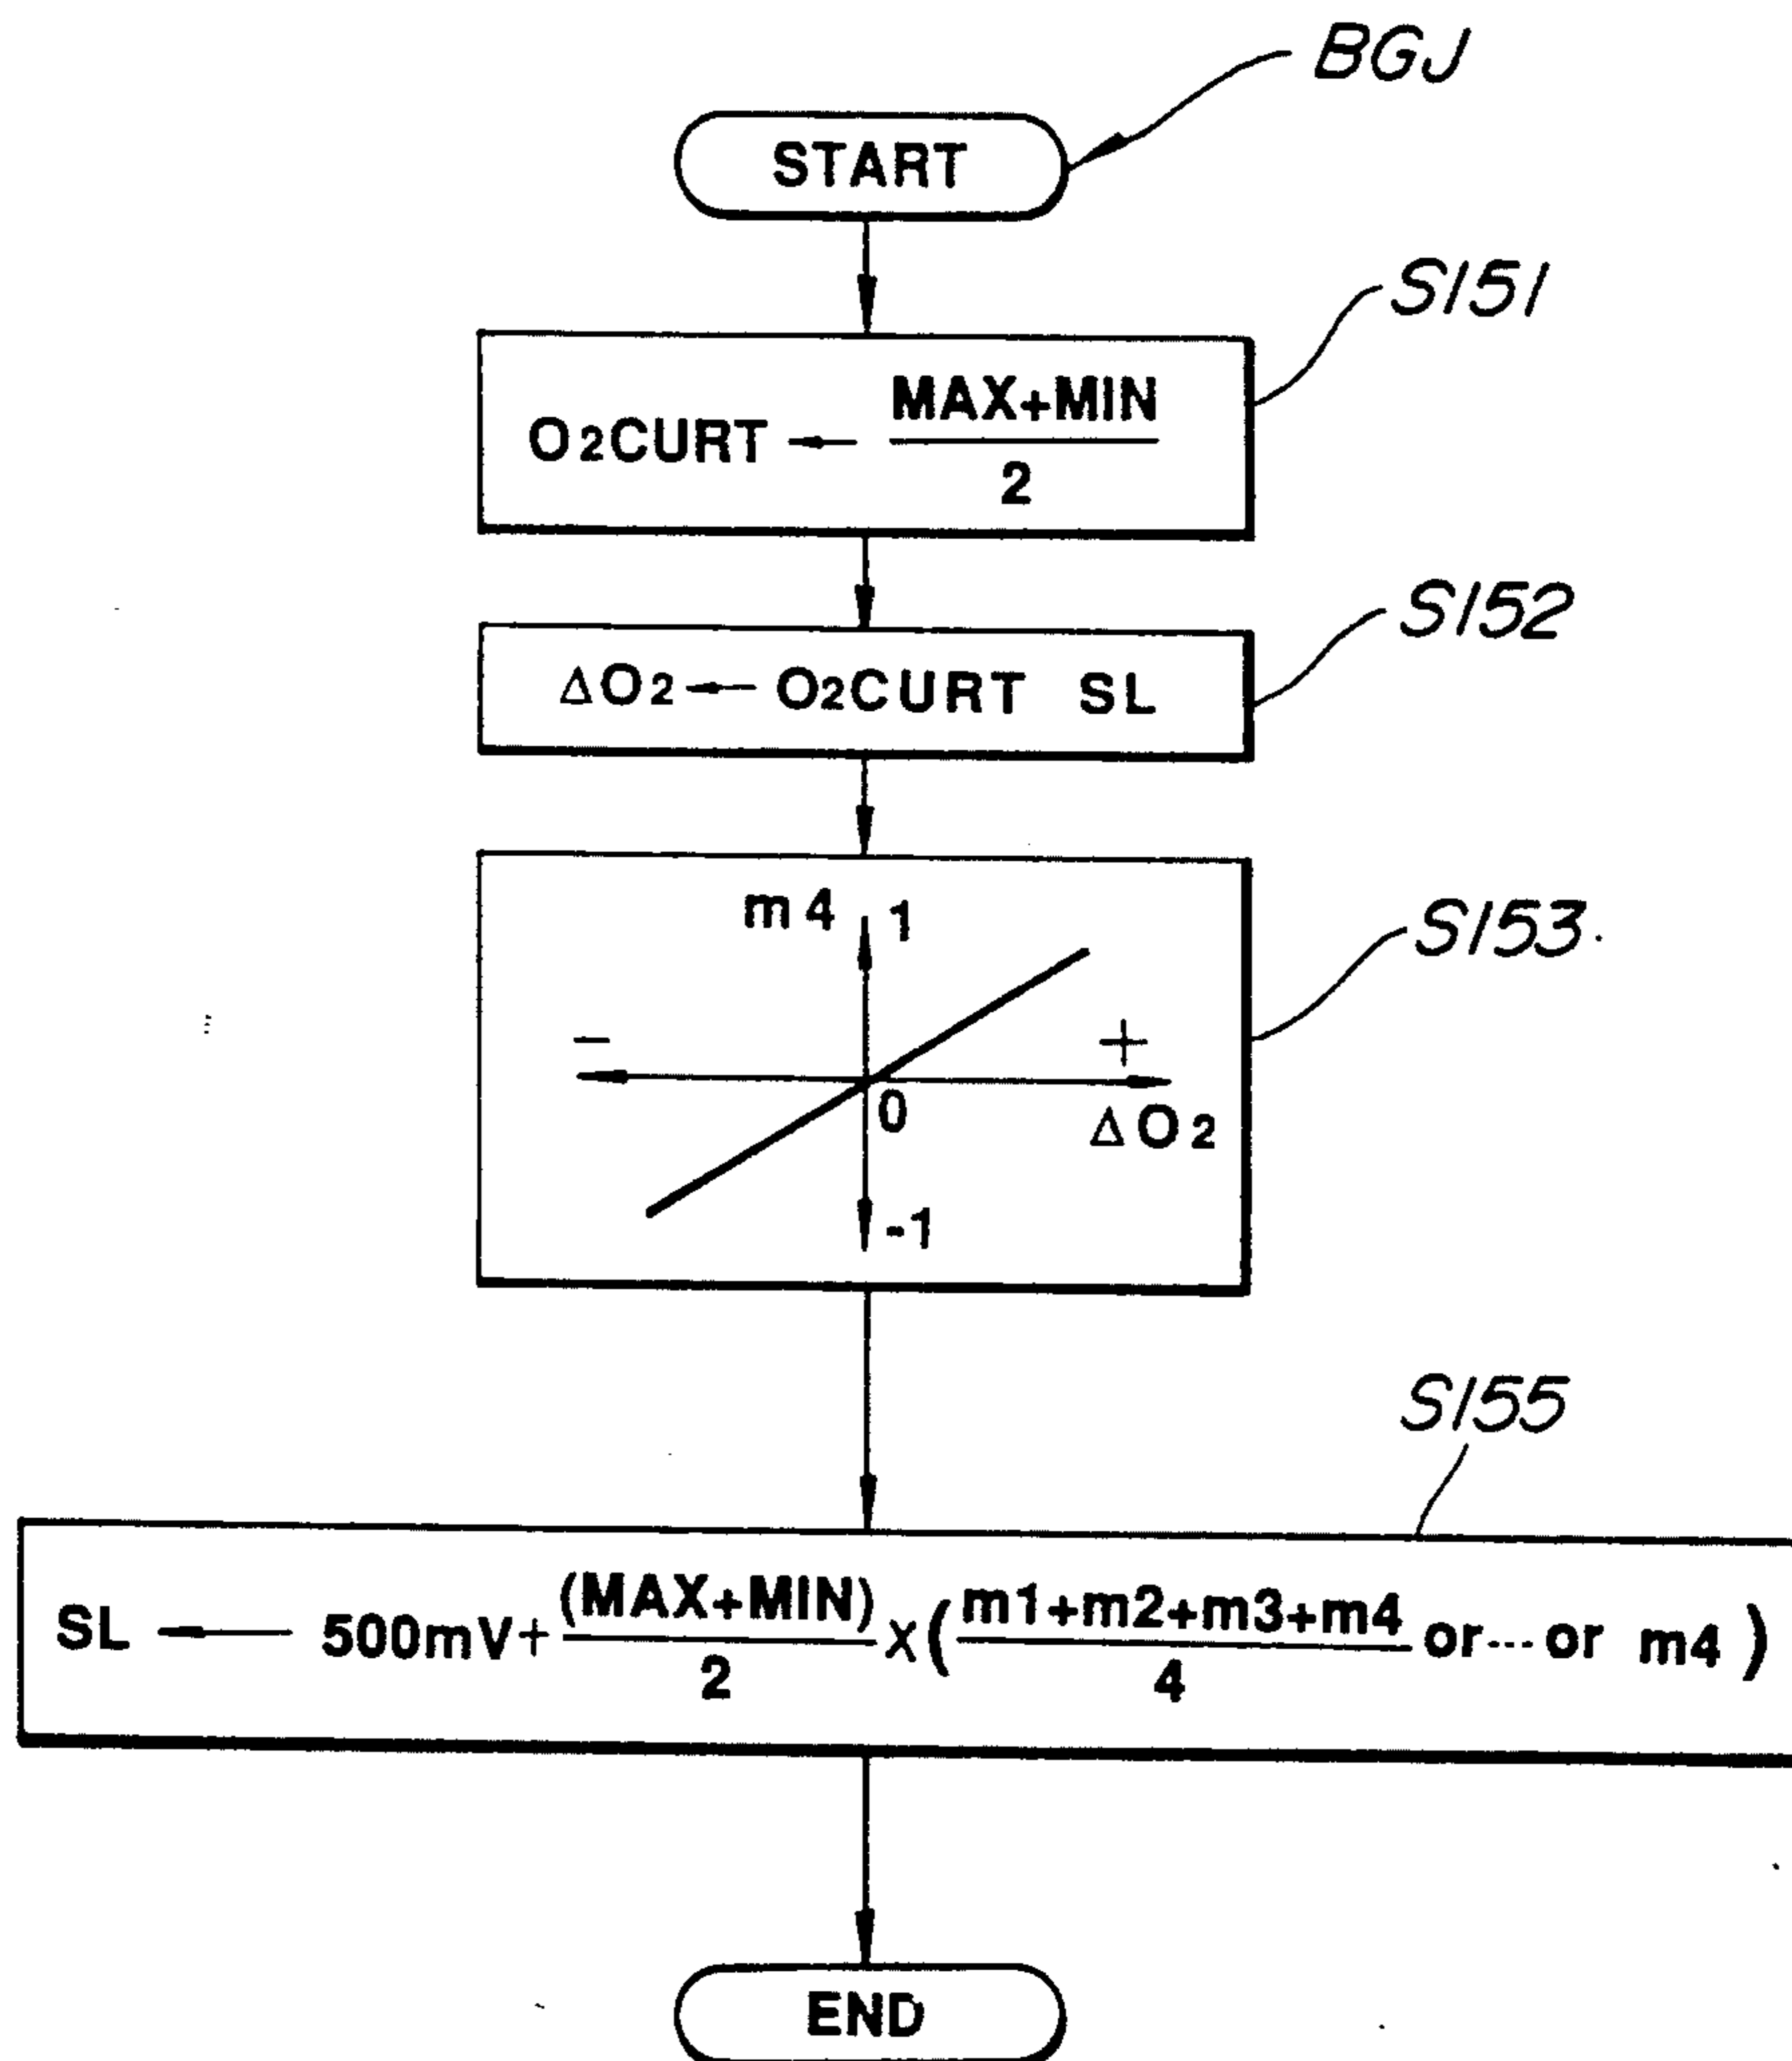 BGJ
START
S151
O2CURT ← MAX+MIN
2
S152
ΔO2 ← O2CURT SL
S153.
m4 1
- +
0
ΔO2
-1
S155
SL ← 500mV+ (MAX+MIN)/2 X (m1+m2+m3+m4/4 or---or m4)
END